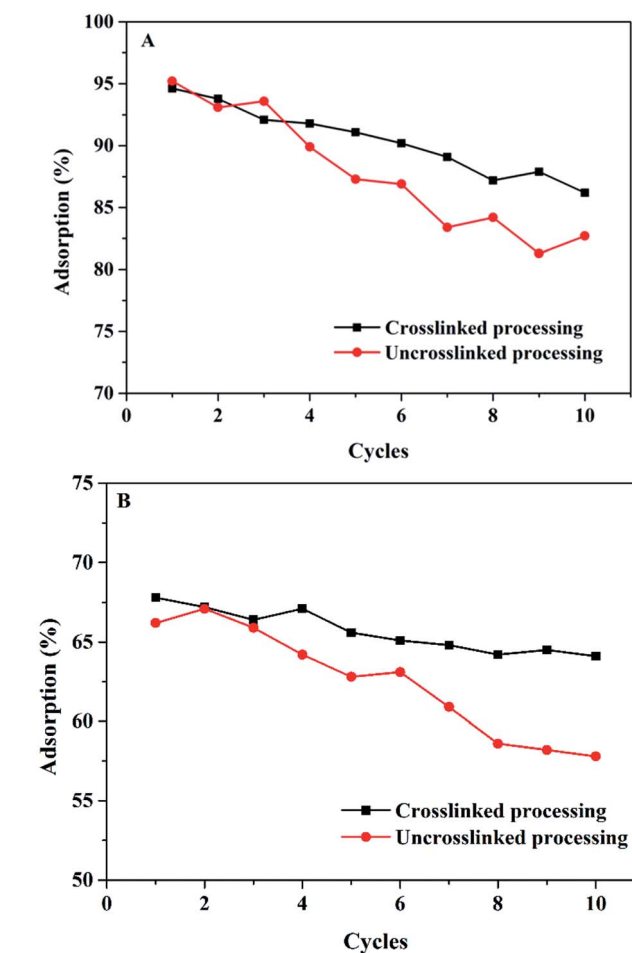 A
100
95
90
85
80
75
70
Adsorption (%)
Crosslinked processing
Uncrosslinked processing
0 2 4 6 8 10
Cycles
B
75
70
65
60
55
50
Adsorption (%)
Crosslinked processing
Uncrosslinked processing
0 2 4 6 8 10
Cycles